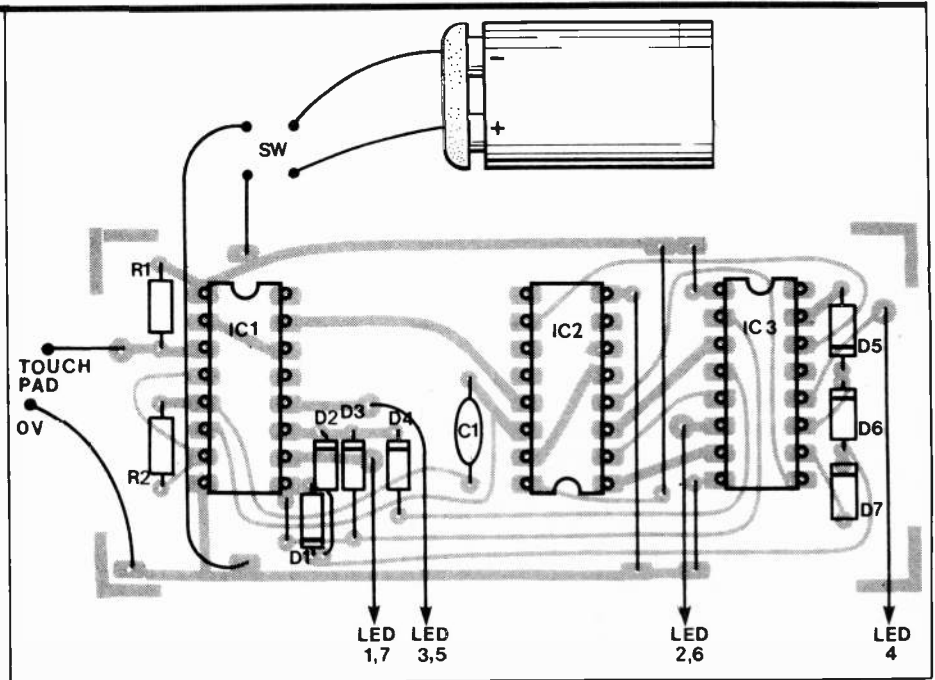 -
+
SW
R1
IC1
IC2
IC3
TOUCH
PAD
0V
D5
D2
D3
D4
C1
D6
R2
D7
D1
LED
1,7
LED
3,5
LED
2,6
LED
4